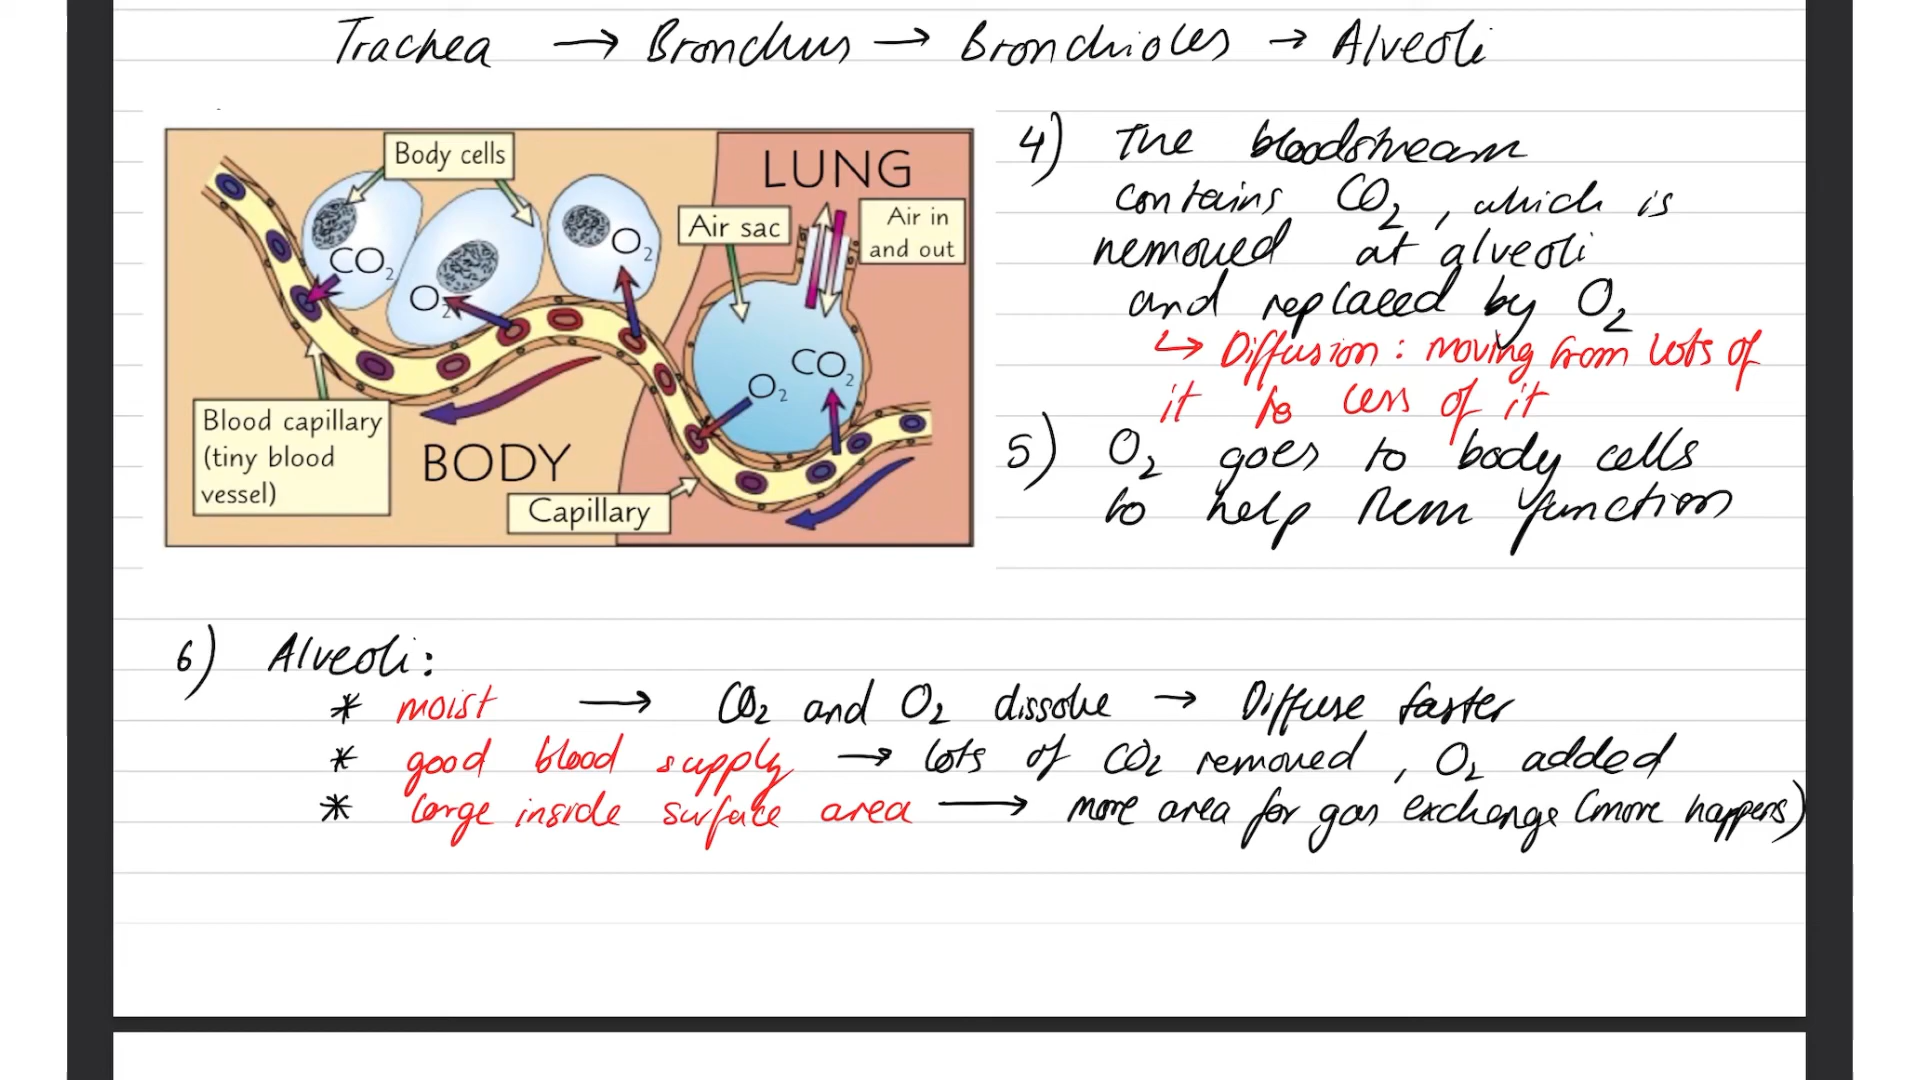 Trachea → Bronchus → Bronchioles → Alveoli
Body cells
LUNG
Air sac
Air in
and out
CO₂
O₂
O₂
O₂
CO₂
Blood capillary
(tiny blood
vessel)
BODY
Capillary
4) The bloodstream
contains CO₂, which is
removed at alveoli
and replaced by O₂
↳ Diffusion: moving from lots of
it to less of it
5) O₂ goes to body cells
to help them function
6) Alveoli:
* moist → CO₂ and O₂ dissolve → Diffuse faster
* good blood supply → lots of CO₂ removed, O₂ added
* large inside surface area → more area for gas exchange (more happens)